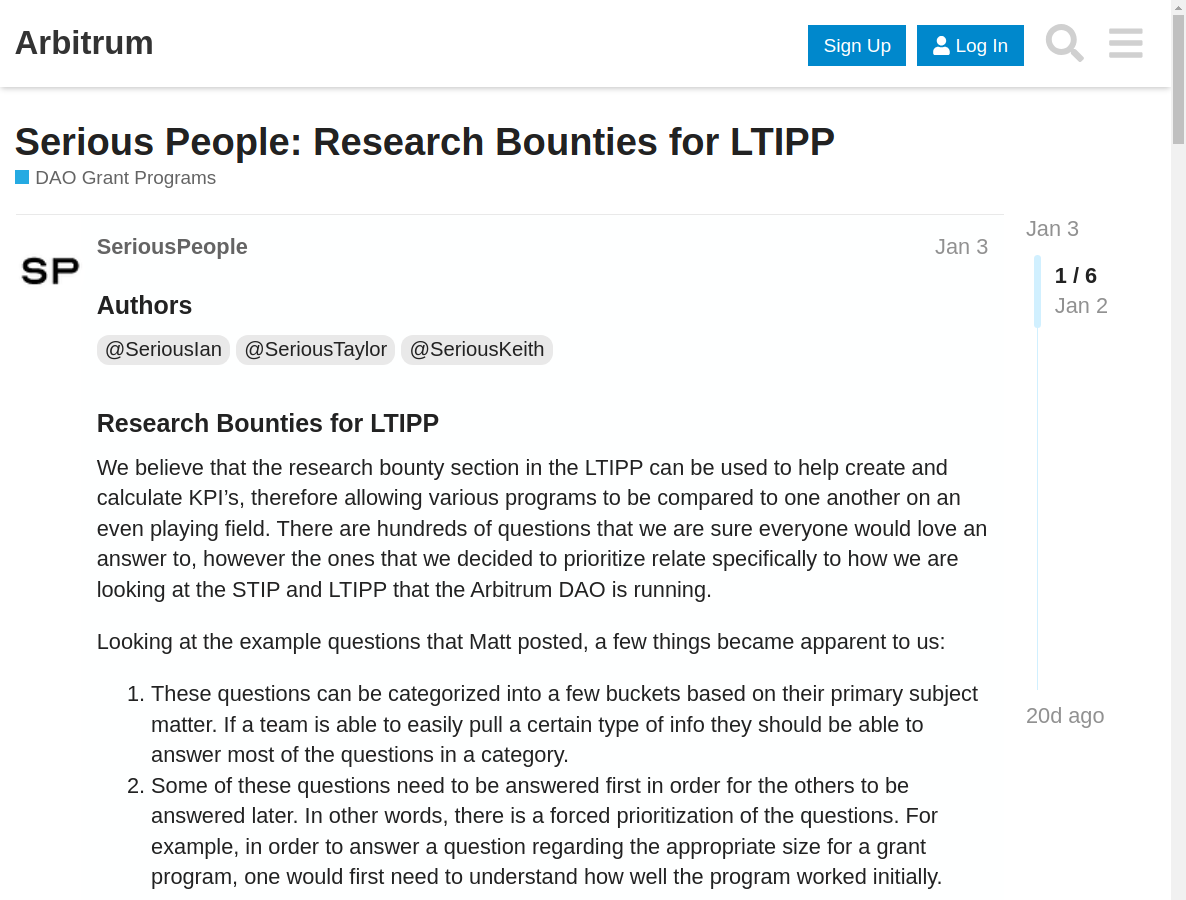 Arbitrum
Sign Up
Log In
Serious People: Research Bounties for LTIPP
DAO Grant Programs
SP
SeriousPeople
Jan 3
Authors
@SeriousIan @SeriousTaylor @SeriousKeith
Research Bounties for LTIPP
We believe that the research bounty section in the LTIPP can be used to help create and
calculate KPI’s, therefore allowing various programs to be compared to one another on an
even playing field. There are hundreds of questions that we are sure everyone would love an
answer to, however the ones that we decided to prioritize relate specifically to how we are
looking at the STIP and LTIPP that the Arbitrum DAO is running.
Looking at the example questions that Matt posted, a few things became apparent to us:
1. These questions can be categorized into a few buckets based on their primary subject
matter. If a team is able to easily pull a certain type of info they should be able to
answer most of the questions in a category.
2. Some of these questions need to be answered first in order for the others to be
answered later. In other words, there is a forced prioritization of the questions. For
example, in order to answer a question regarding the appropriate size for a grant
program, one would first need to understand how well the program worked initially.
Jan 3
1 / 6
Jan 2
20d ago